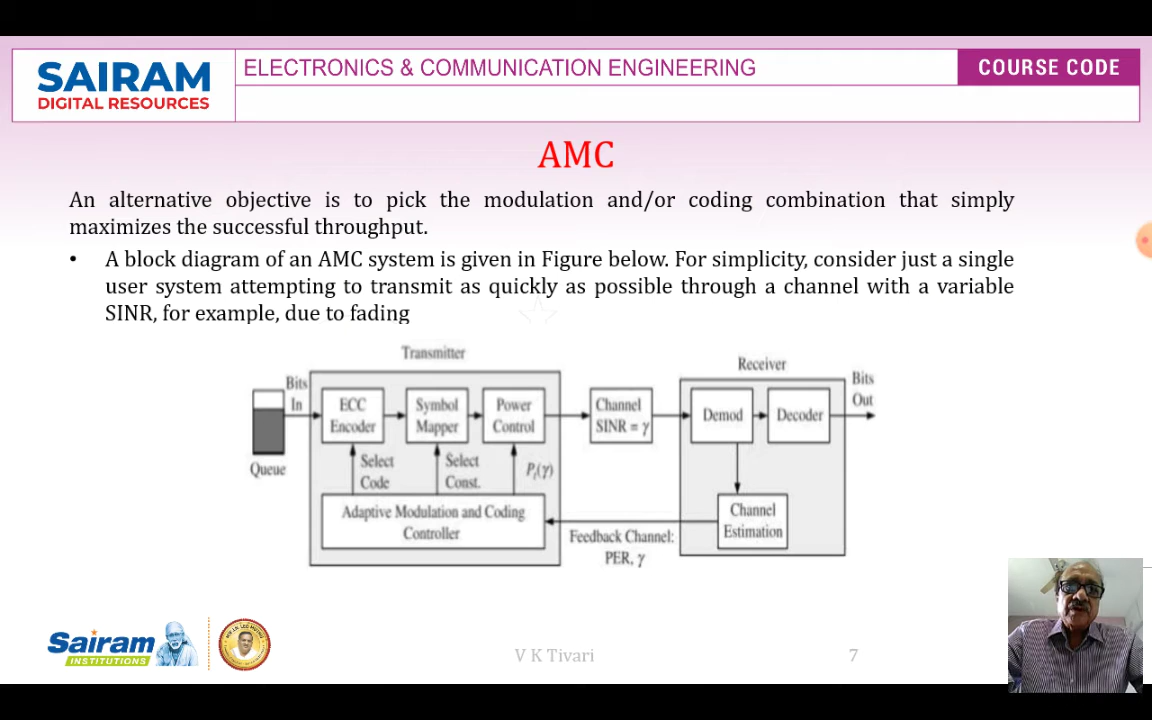 SAIRAM
DIGITAL RESOURCES
ELECTRONICS & COMMUNICATION ENGINEERING
COURSE CODE
AMC
An alternative objective is to pick the modulation and/or coding combination that simply
maximizes the successful throughput.
• A block diagram of an AMC system is given in Figure below. For simplicity, consider just a single
user system attempting to transmit as quickly as possible through a channel with a variable
SINR, for example, due to fading
Transmitter
Receiver
Bits
In
Queue
ECC
Encoder
Symbol
Mapper
Power
Control
Channel
SINR = γ
Demod
Decoder
Bits
Out
Select
Code
Select
Const.
Pᵢ(γ)
Adaptive Modulation and Coding
Controller
Feedback Channel:
PER, γ
Channel
Estimation
Sairam
INSTITUTIONS
V K Tivari
7